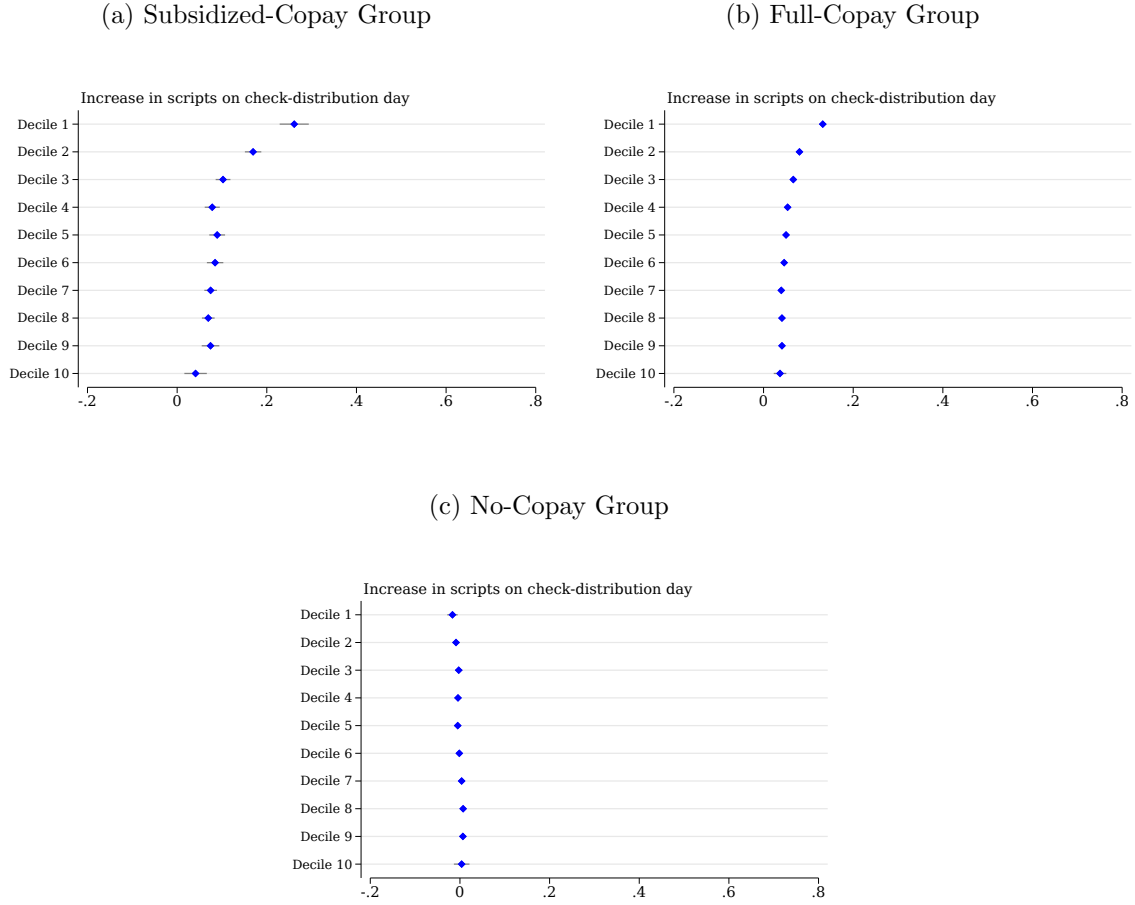 (a) Subsidized-Copay Group
Increase in scripts on check-distribution day
Decile 1
Decile 2
Decile 3
Decile 4
Decile 5
Decile 6
Decile 7
Decile 8
Decile 9
Decile 10
-.2 0 .2 .4 .6 .8
(b) Full-Copay Group
Increase in scripts on check-distribution day
Decile 1
Decile 2
Decile 3
Decile 4
Decile 5
Decile 6
Decile 7
Decile 8
Decile 9
Decile 10
-.2 0 .2 .4 .6 .8
(c) No-Copay Group
Increase in scripts on check-distribution day
Decile 1
Decile 2
Decile 3
Decile 4
Decile 5
Decile 6
Decile 7
Decile 8
Decile 9
Decile 10
-.2 0 .2 .4 .6 .8